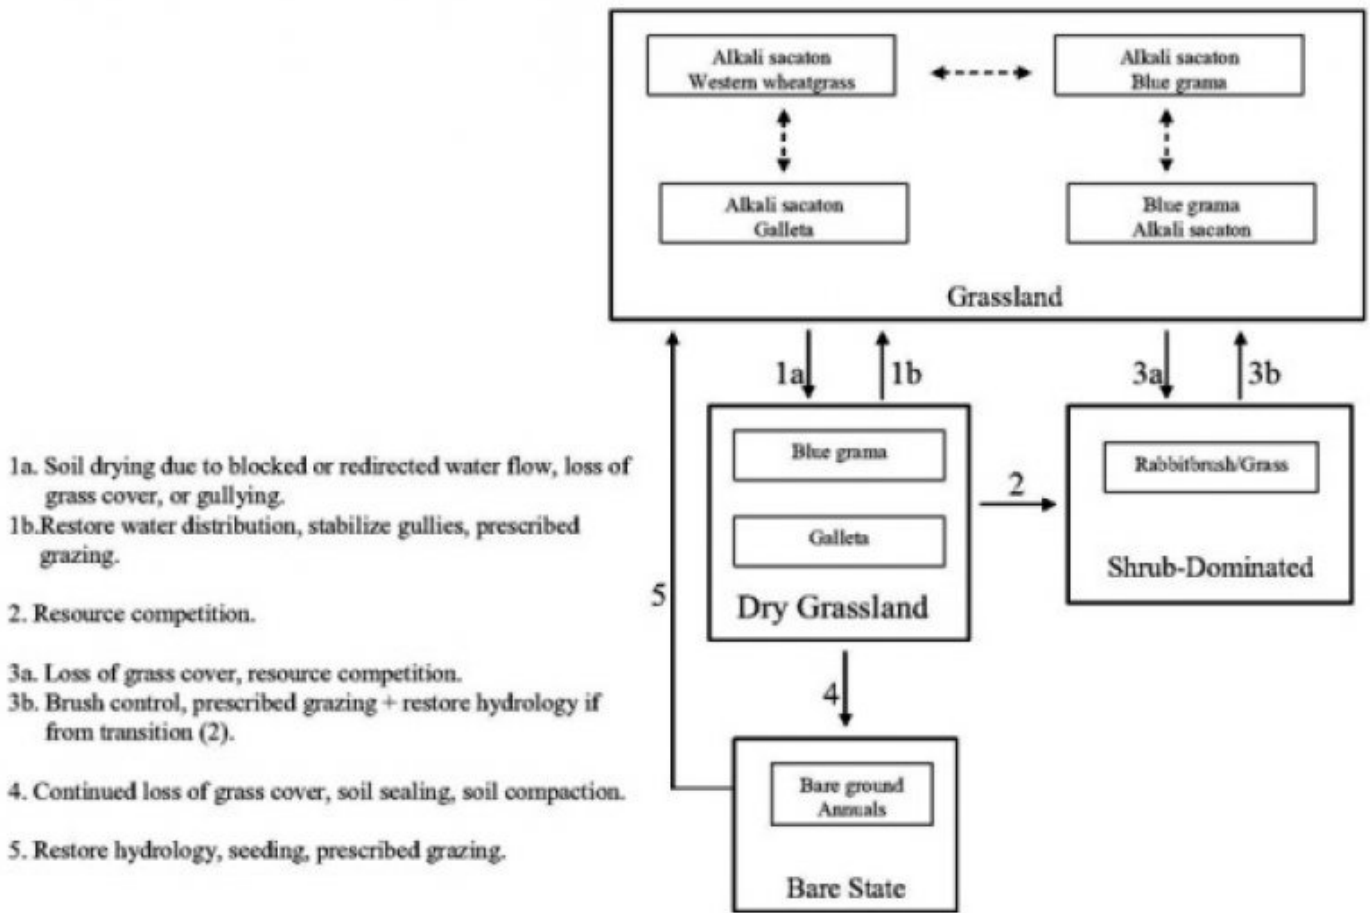 Alkali sacaton
Western wheatgrass
Alkali sacaton
Blue grama
Alkali sacaton
Galleta
Blue grama
Alkali sacaton
Grassland
1a
1b
3a
3b
Blue grama
Galleta
Dry Grassland
2
Rabbitbrush/Grass
Shrub-Dominated
5
4
Bare ground
Annuals
Bare State
1a. Soil drying due to blocked or redirected water flow, loss of
grass cover, or gullying.
1b.Restore water distribution, stabilize gullies, prescribed
grazing.
2. Resource competition.
3a. Loss of grass cover, resource competition.
3b. Brush control, prescribed grazing + restore hydrology if
from transition (2).
4. Continued loss of grass cover, soil sealing, soil compaction.
5. Restore hydrology, seeding, prescribed grazing.